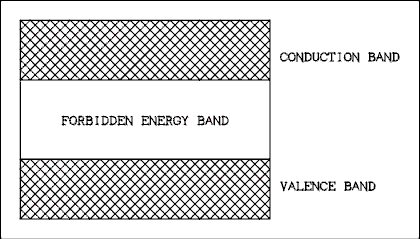 CONDUCTION BAND
FORBIDDEN ENERGY BAND
VALENCE BAND